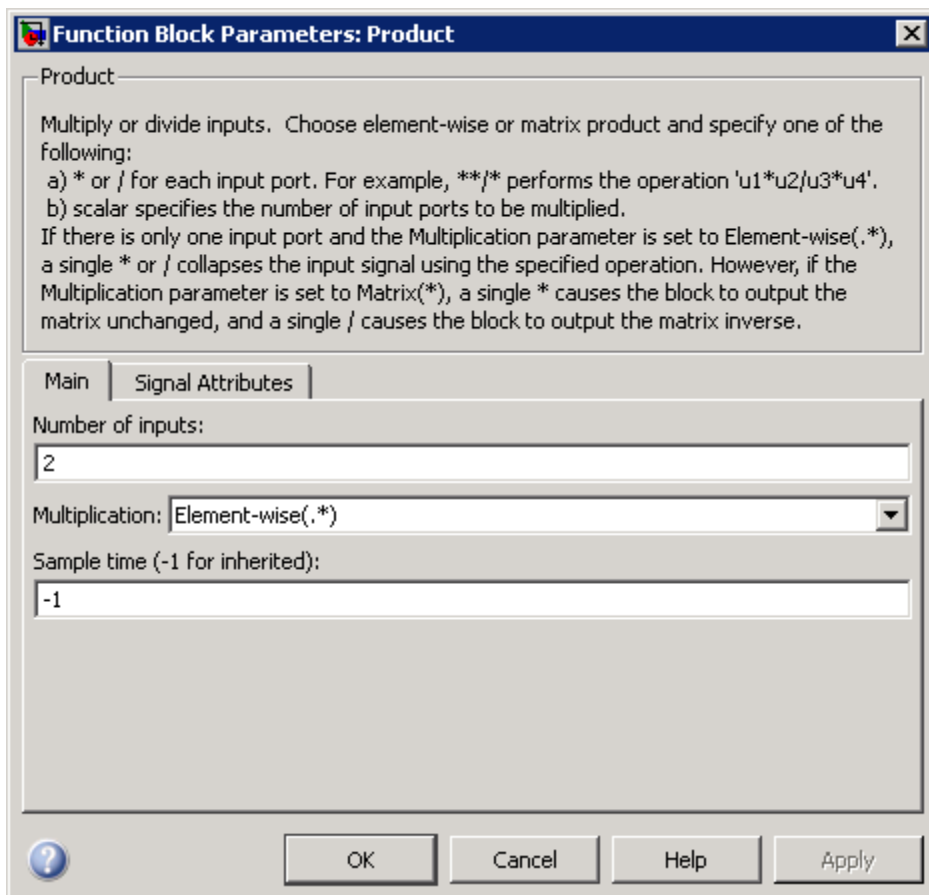 Function Block Parameters: Product
Product
Multiply or divide inputs.  Choose element-wise or matrix product and specify one of the
following:
a) * or / for each input port. For example, **/* performs the operation 'u1*u2/u3*u4'.
b) scalar specifies the number of input ports to be multiplied.
If there is only one input port and the Multiplication parameter is set to Element-wise(.*),
a single * or / collapses the input signal using the specified operation. However, if the
Multiplication parameter is set to Matrix(*), a single * causes the block to output the
matrix unchanged, and a single / causes the block to output the matrix inverse.
Main Signal Attributes
Number of inputs:
2
Multiplication: Element-wise(.*)
Sample time (-1 for inherited):
-1
? OK Cancel Help Apply